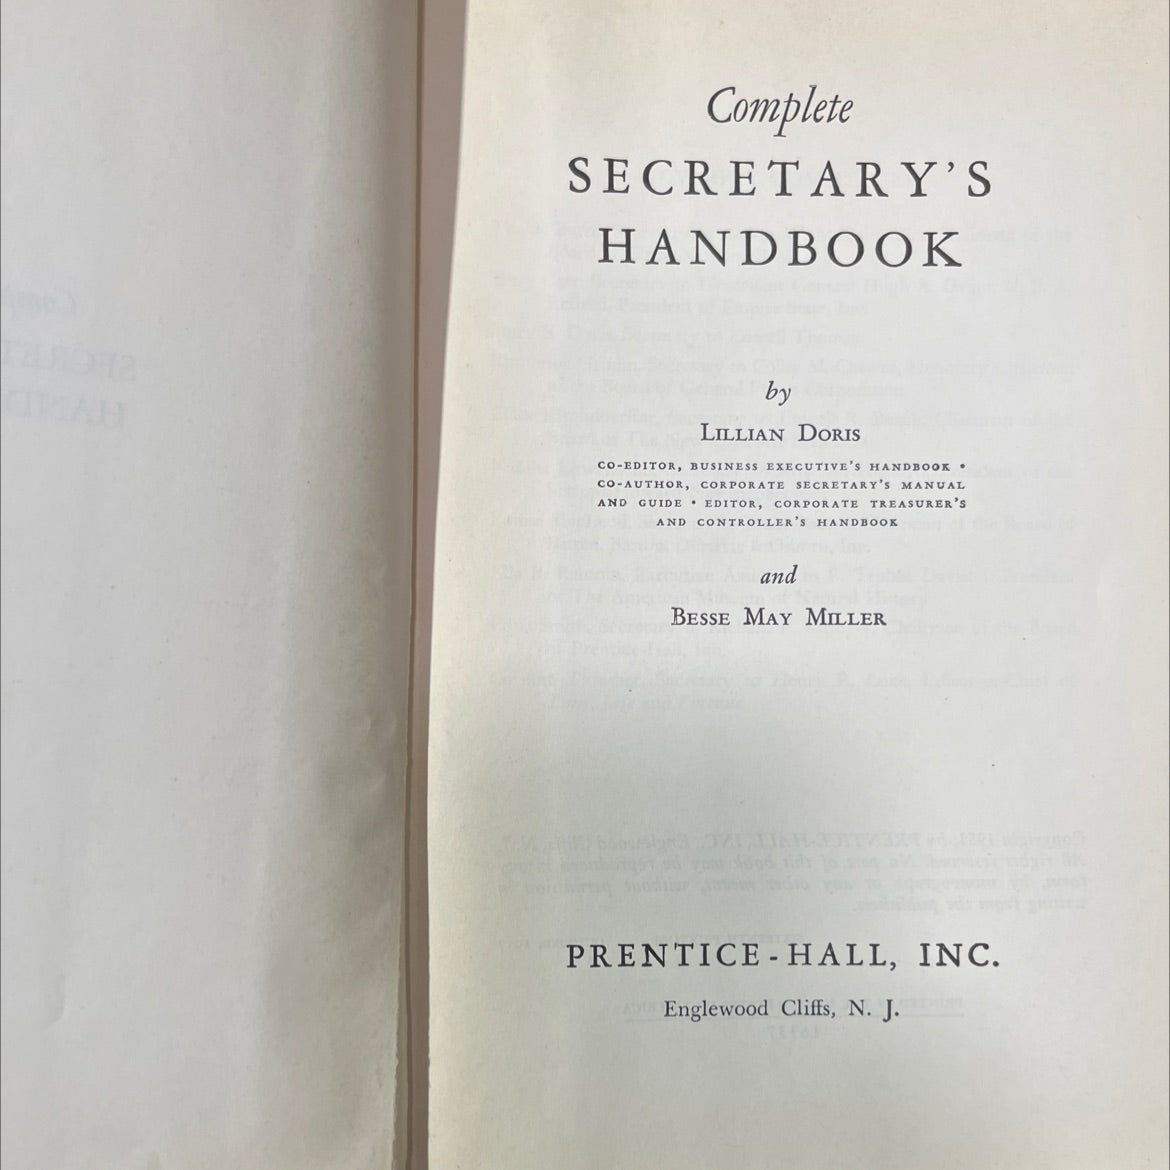 Complete
SECRETARY'S
HANDBOOK
by
LILLIAN DORIS
CO-EDITOR, BUSINESS EXECUTIVE'S HANDBOOK •
CO-AUTHOR, CORPORATE SECRETARY'S MANUAL
AND GUIDE • EDITOR, CORPORATE TREASURER'S
AND CONTROLLER'S HANDBOOK
and
BESSE MAY MILLER
PRENTICE-HALL, INC.
Englewood Cliffs, N. J.